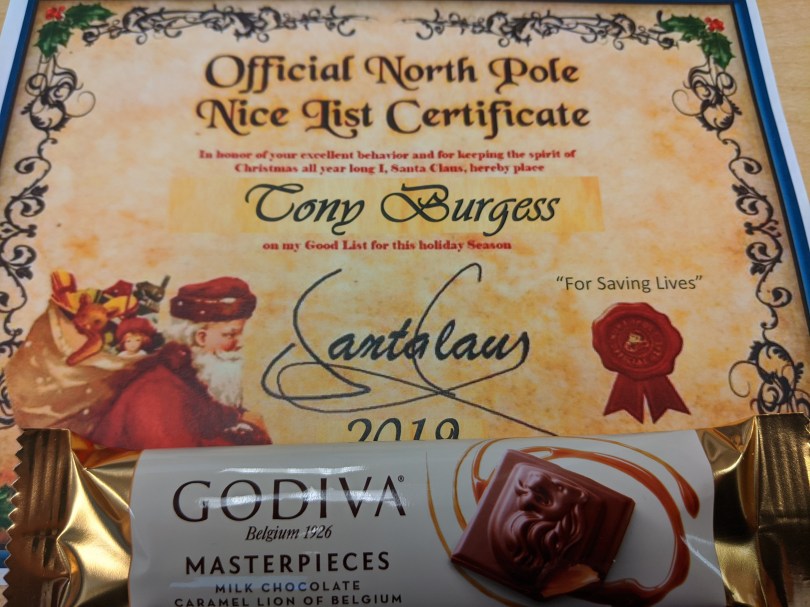 Official North Pole
Nice List Certificate
In honor of your excellent behavior and for keeping the spirit of
Christmas all year long I, Santa Claus, hereby place
Tony Burgess
on my Good List for this holiday Season
“For Saving Lives”
Santa Claus
2019
GODIVA®
Belgium 1926
MASTERPIECES
MILK CHOCOLATE
CARAMEL LION OF BELGIUM